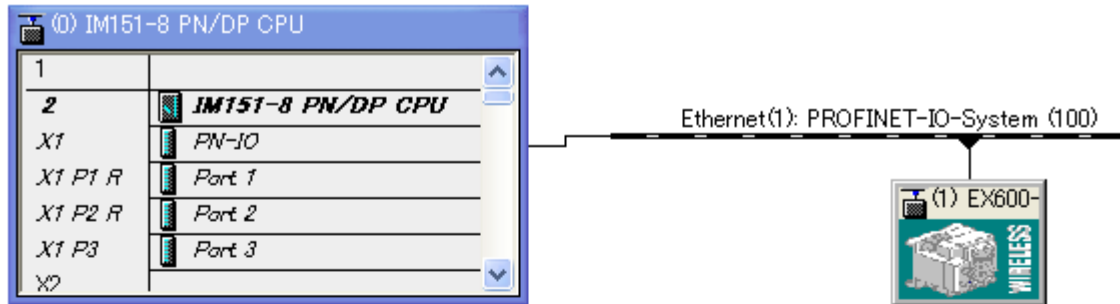 (0) IM151-8 PN/DP CPU
1
2 IM151-8 PN/DP CPU
X1 PN-IO
X1 P1 R Port 1
X1 P2 R Port 2
X1 P3 Port 3
X2
Ethernet(1): PROFINET-IO-System (100)
(1) EX600-
WIRELESS